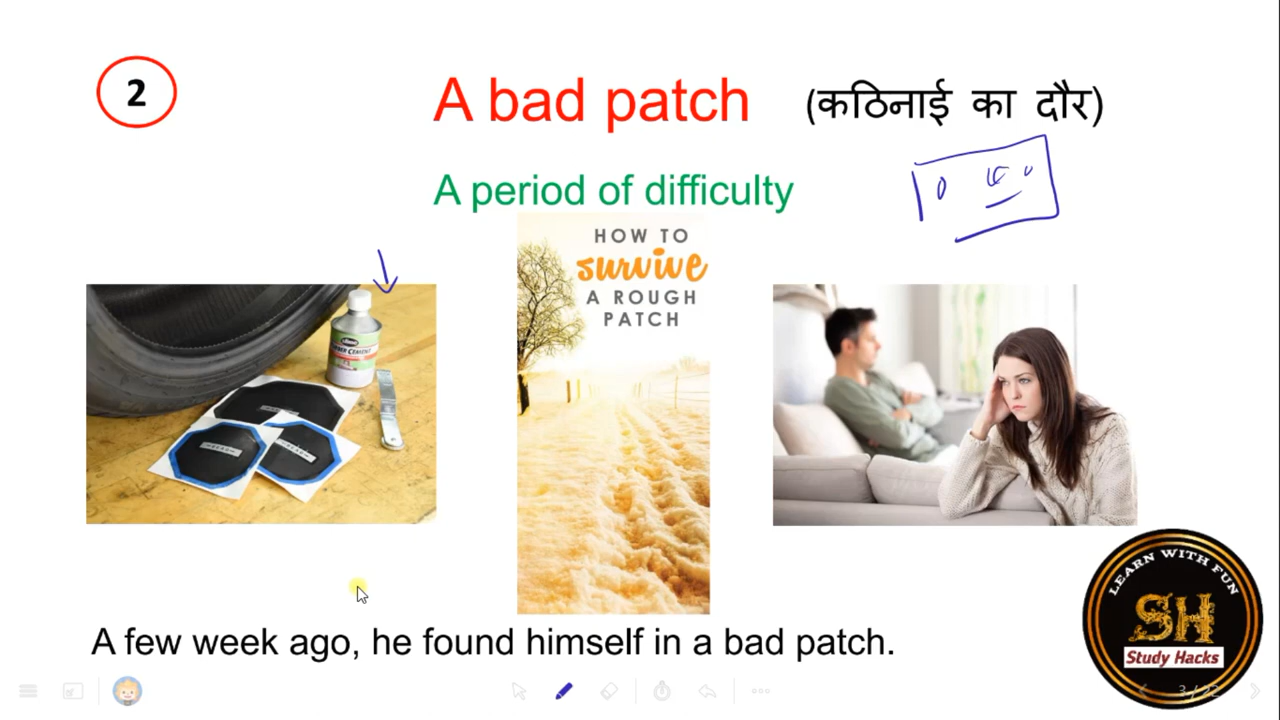 2
A bad patch (कठिनाई का दौर)
A period of difficulty
HOW TO
survive
A ROUGH
PATCH
A few week ago, he found himself in a bad patch.
LEARN WITH FUN
SH
Study Hacks